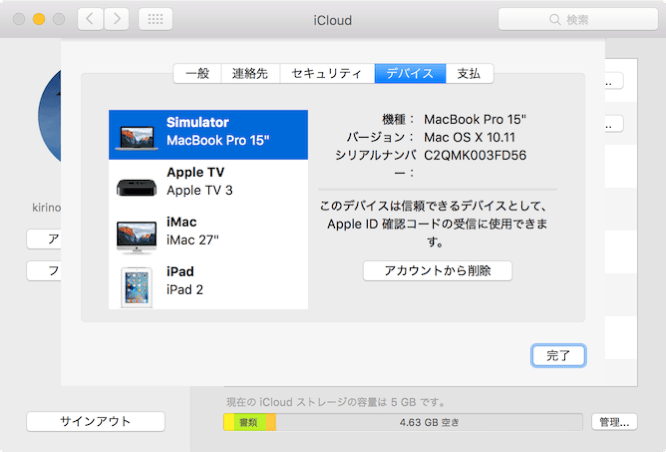 iCloud
検索
一般
連絡先
セキュリティ
デバイス
支払
Simulator
MacBook Pro 15"
Apple TV
Apple TV 3
iMac
iMac 27"
iPad
iPad 2
機種： MacBook Pro 15"
バージョン： Mac OS X 10.11
シリアルナンバ C2QMK003FD56
ー：
このデバイスは信頼できるデバイスとして、
Apple ID 確認コードの受信に使用できま
す。
アカウントから削除
完了
kirino
ア
フ
サインアウト
現在の iCloud ストレージの容量は 5 GB です。
書類
4.63 GB 空き
管理...